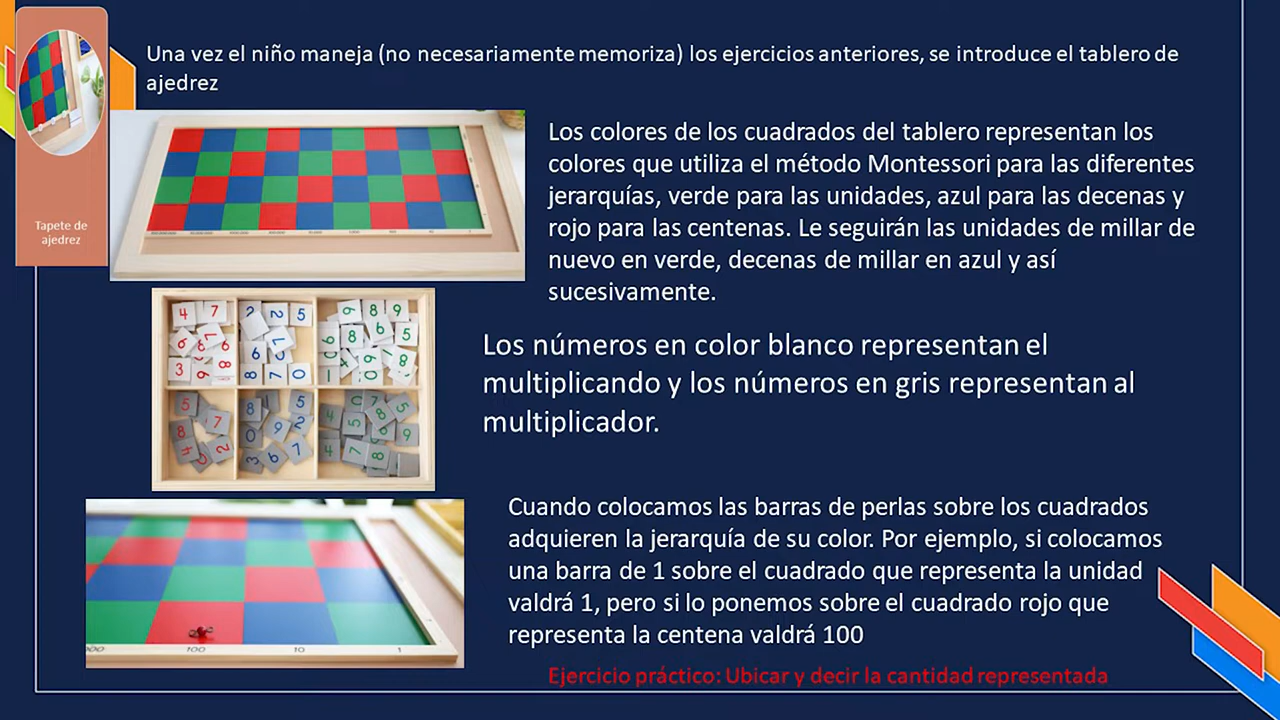 Una vez el niño maneja (no necesariamente memoriza) los ejercicios anteriores, se introduce el tablero de
ajedrez
Tapete de
ajedrez
Los colores de los cuadrados del tablero representan los
colores que utiliza el método Montessori para las diferentes
jerarquías, verde para las unidades, azul para las decenas y
rojo para las centenas. Le seguirán las unidades de millar de
nuevo en verde, decenas de millar en azul y así
sucesivamente.
Los números en color blanco representan el
multiplicando y los números en gris representan al
multiplicador.
Cuando colocamos las barras de perlas sobre los cuadrados
adquieren la jerarquía de su color. Por ejemplo, si colocamos
una barra de 1 sobre el cuadrado que representa la unidad
valdrá 1, pero si lo ponemos sobre el cuadrado rojo que
representa la centena valdrá 100
100 10 1
Ejercicio práctico: Ubicar y decir la cantidad representada